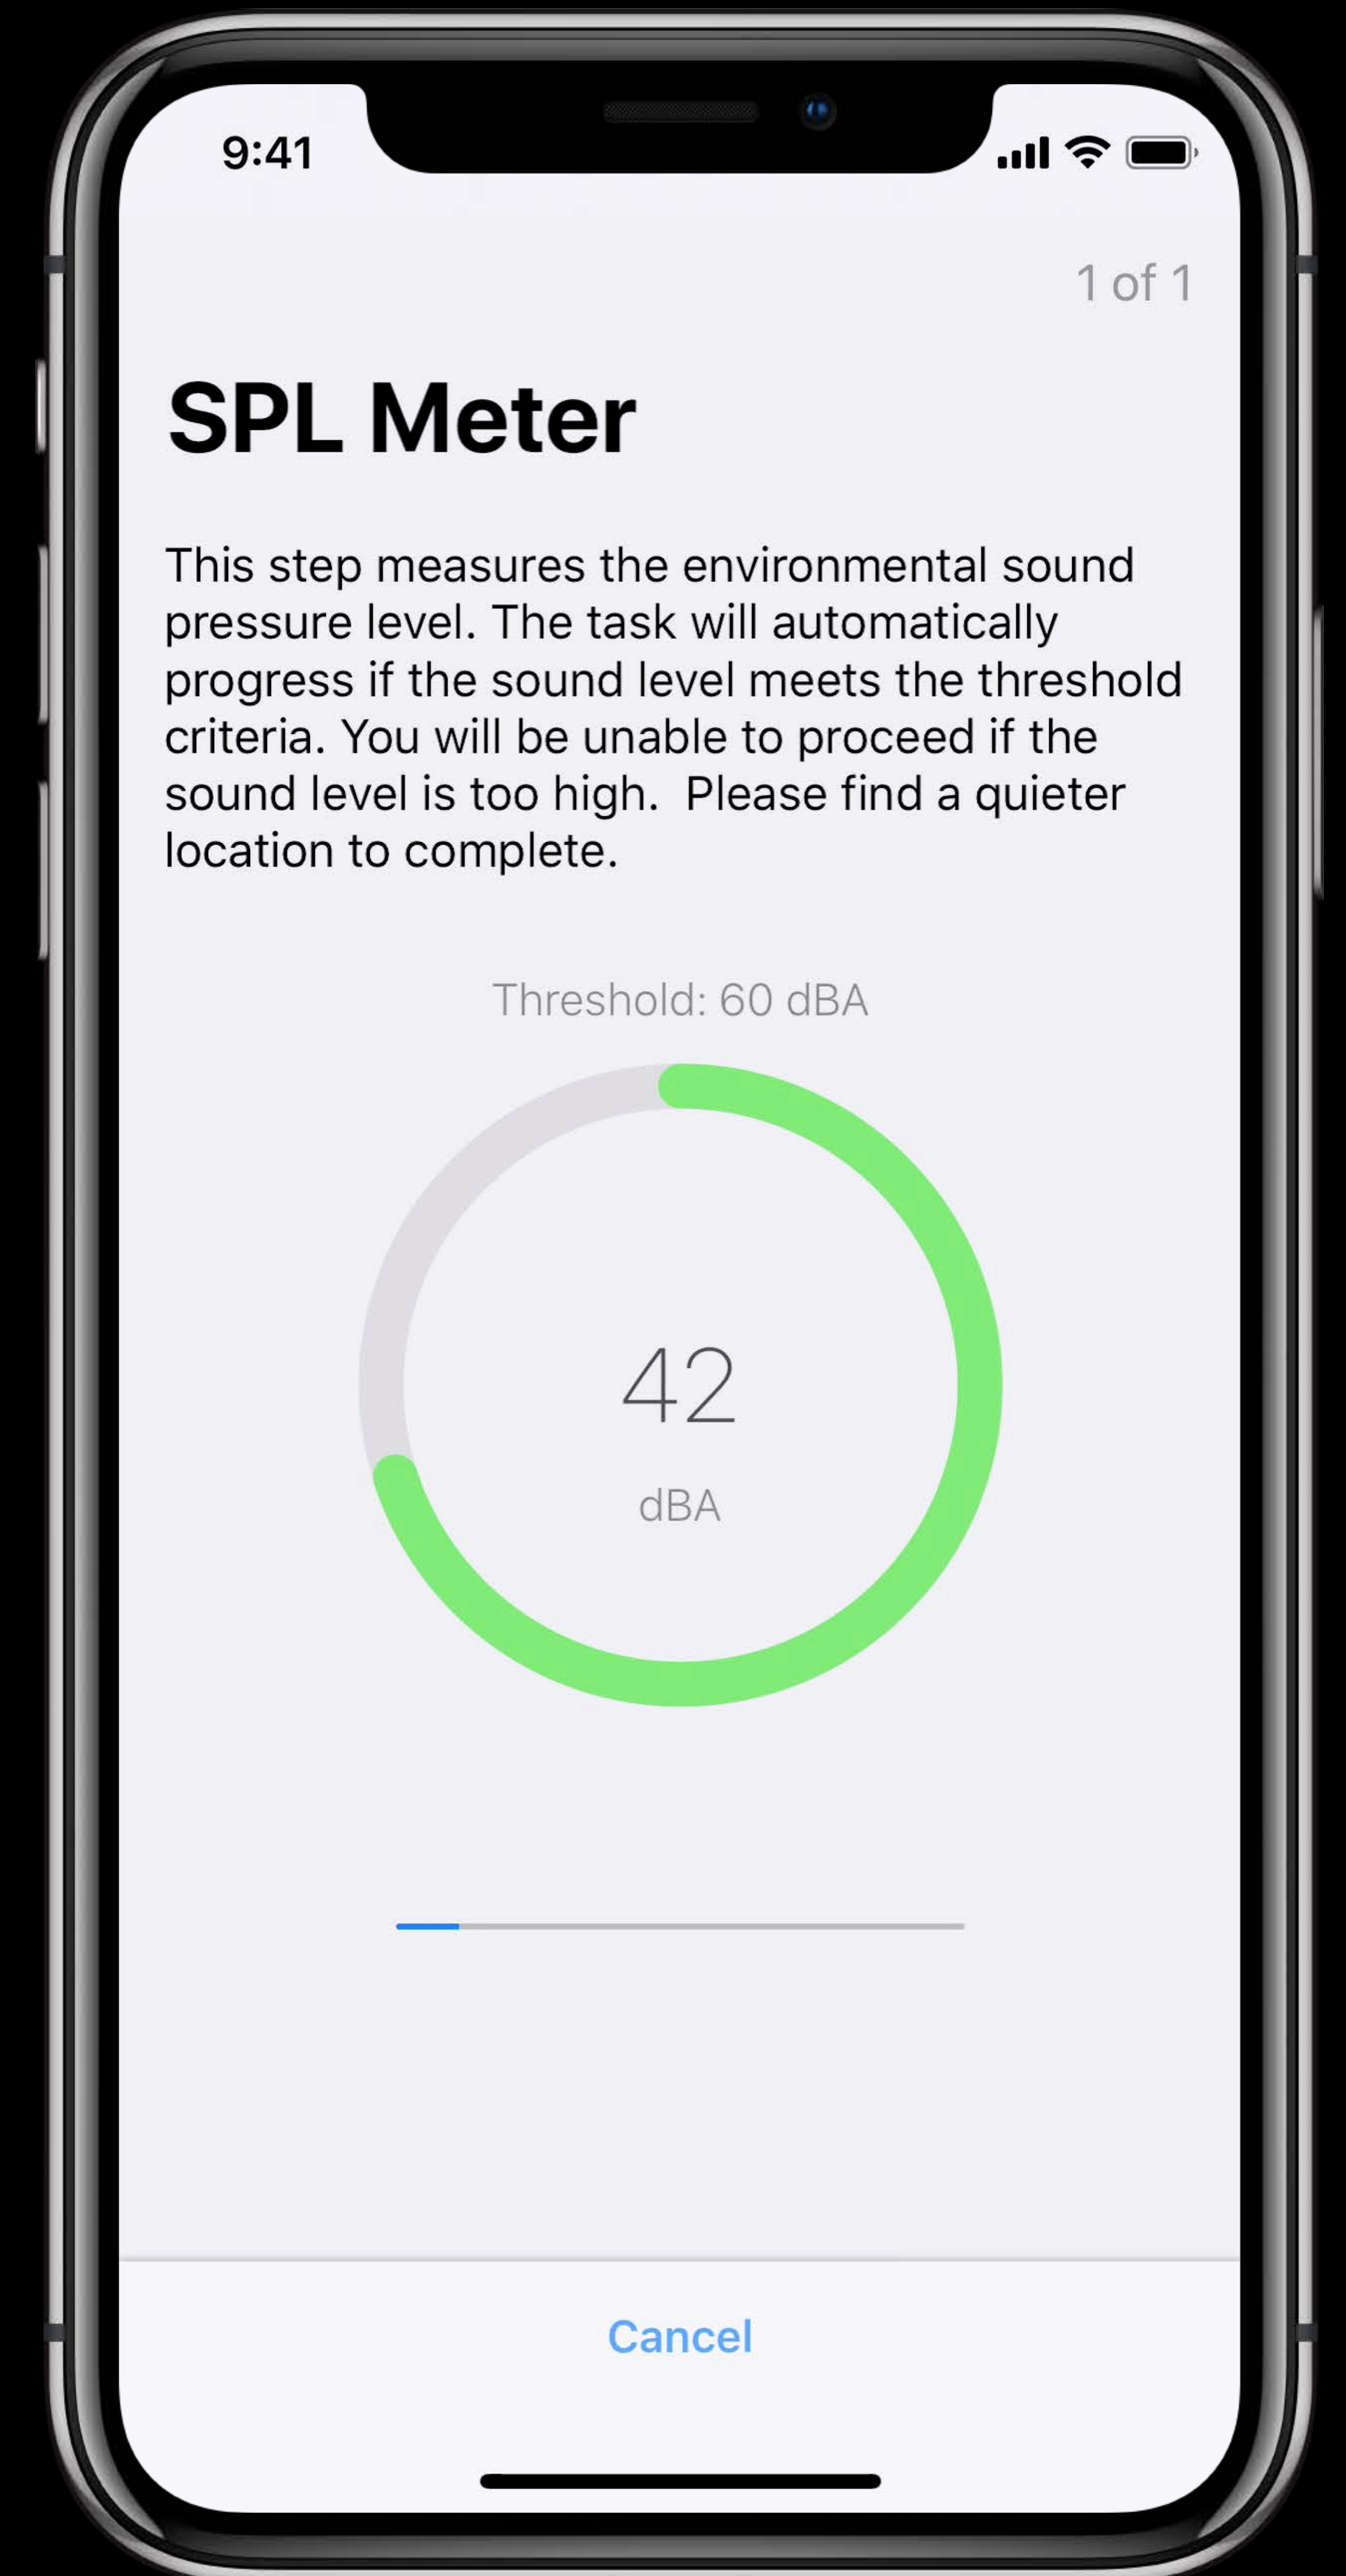 9:41
1 of 1
SPL Meter
This step measures the environmental sound
pressure level. The task will automatically
progress if the sound level meets the threshold
criteria. You will be unable to proceed if the
sound level is too high.  Please find a quieter
location to complete.
Threshold: 60 dBA
42
dBA
Cancel